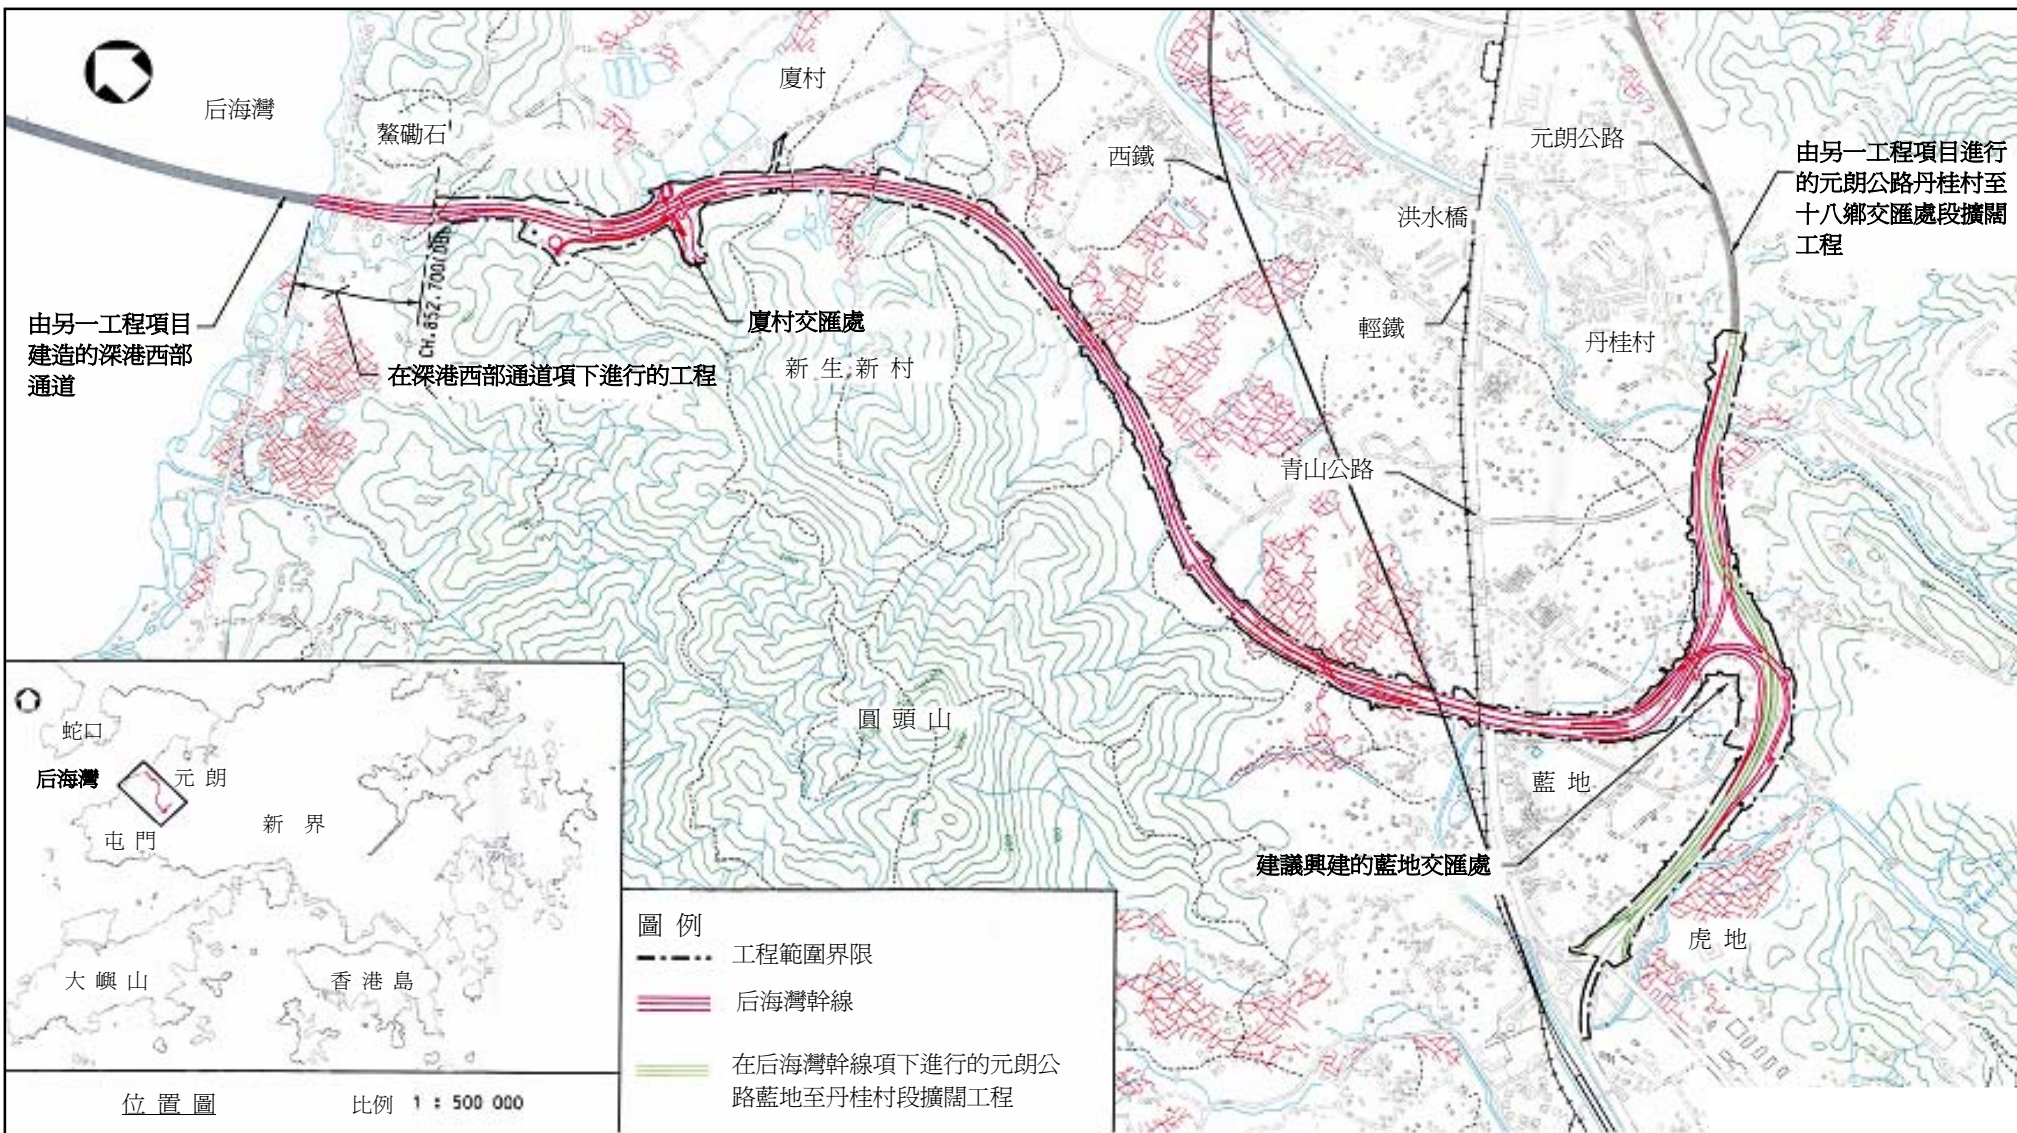 后海灣
鰲磡石
廈村
西鐵
元朗公路
由另一工程項目進行
的元朗公路丹桂村至
十八鄉交匯處段擴闊
工程
洪水橋
輕鐵
丹桂村
由另一工程項目
建造的深港西部
通道
CH.852.700/DB
在深港西部通道項下進行的工程
廈村交匯處
新生新村
青山公路
圓頭山
藍地
建議興建的藍地交匯處
虎地
蛇口
后海灣
元朗
屯門
新界
大嶼山
香港島
位置圖
比例 1 : 500 000
圖例
工程範圍界限
后海灣幹線
在后海灣幹線項下進行的元朗公
路藍地至丹桂村段擴闊工程